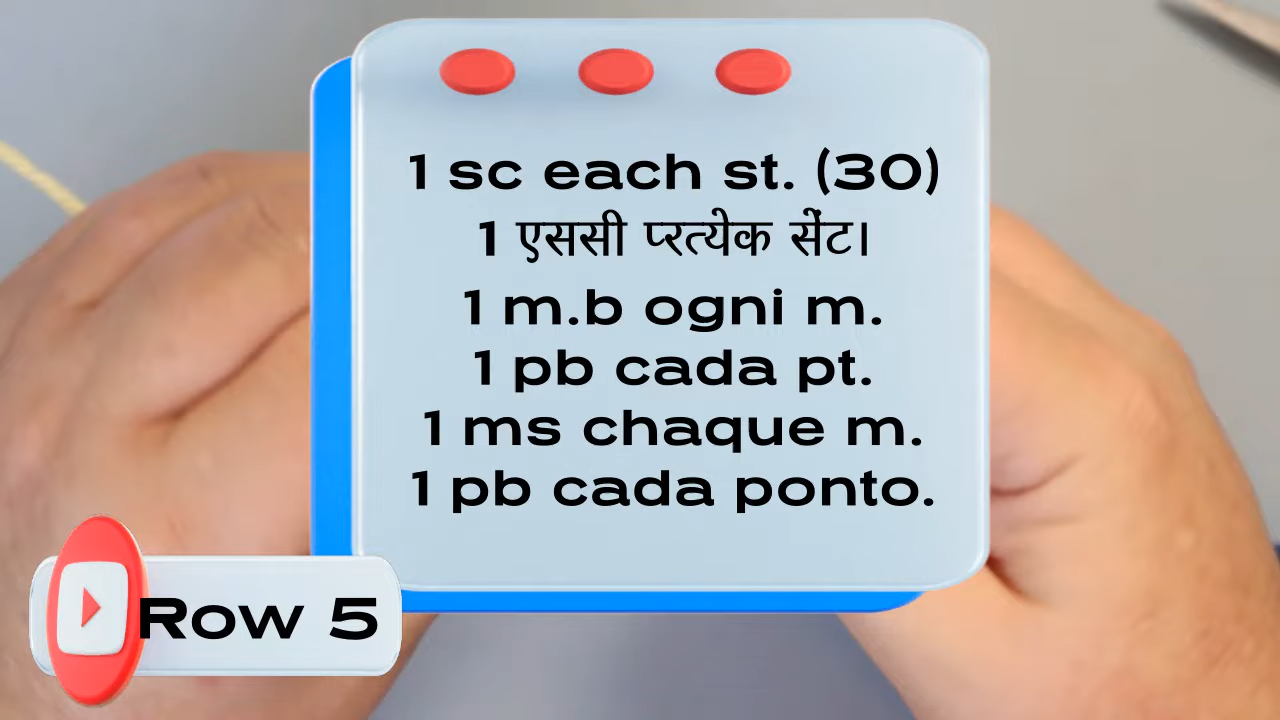 1 sc each st. (30)
1 एससी प्रत्येक सेंट।
1 m.b ogni m.
1 pb cada pt.
1 ms chaque m.
1 pb cada ponto.
Row 5